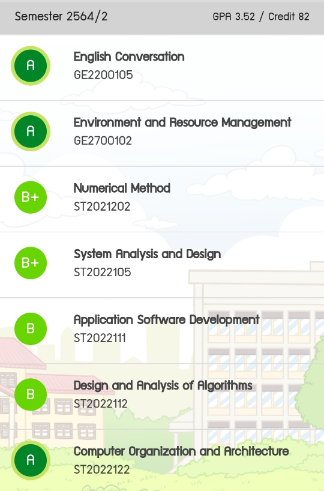 Semester 2564/2 GPR 3.52 / Credit 82
A English Conversation
GE2200105
A Environment and Resource Management
GE2700102
B+ Numerical Method
ST2021202
B+ System Analysis and Design
ST2022105
B Application Software Development
ST2022111
B Design and Analysis of Algorithms
ST2022112
A Computer Organization and Architecture
ST2022122